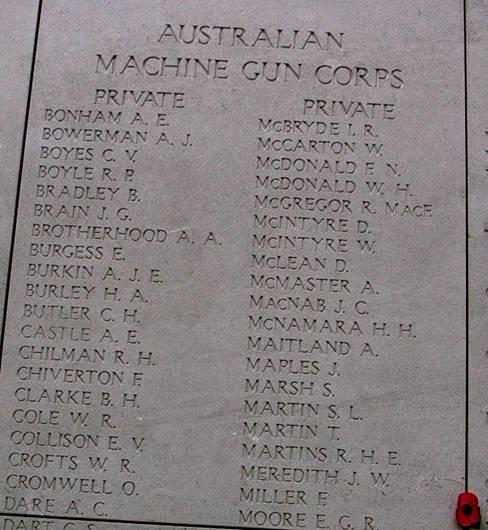 AUSTRALIAN
MACHINE GUN CORPS
PRIVATE
BONHAM A. E.
BOWERMAN A. J.
BOYES C. V.
BOYLE R. P.
BRADLEY B.
BRAIN J. G.
BROTHERHOOD A. A.
BURGESS E.
BURKIN A. J. E.
BURLEY H. A.
BUTLER C. H.
CASTLE A. E.
CHILMAN R. H.
CHIVERTON F.
CLARKE B. H.
COLE W. R.
COLLISON E. V.
CROFTS W. R.
CROMWELL O.
DARE A. C.
DART C. S.
PRIVATE
McBRYDE I. R.
McCARTON W.
McDONALD F. N.
McDONALD W. H.
McGREGOR R. MacF.
McINTYRE D.
McINTYRE W.
McLEAN D.
McMASTER A.
MacNAB J. C.
McNAMARA H. H.
MAITLAND A.
MAPLES J.
MARSH S.
MARTIN S. L.
MARTIN T.
MARTINS R. H. E.
MEREDITH J. W.
MILLER F.
MOORE E. G. R.